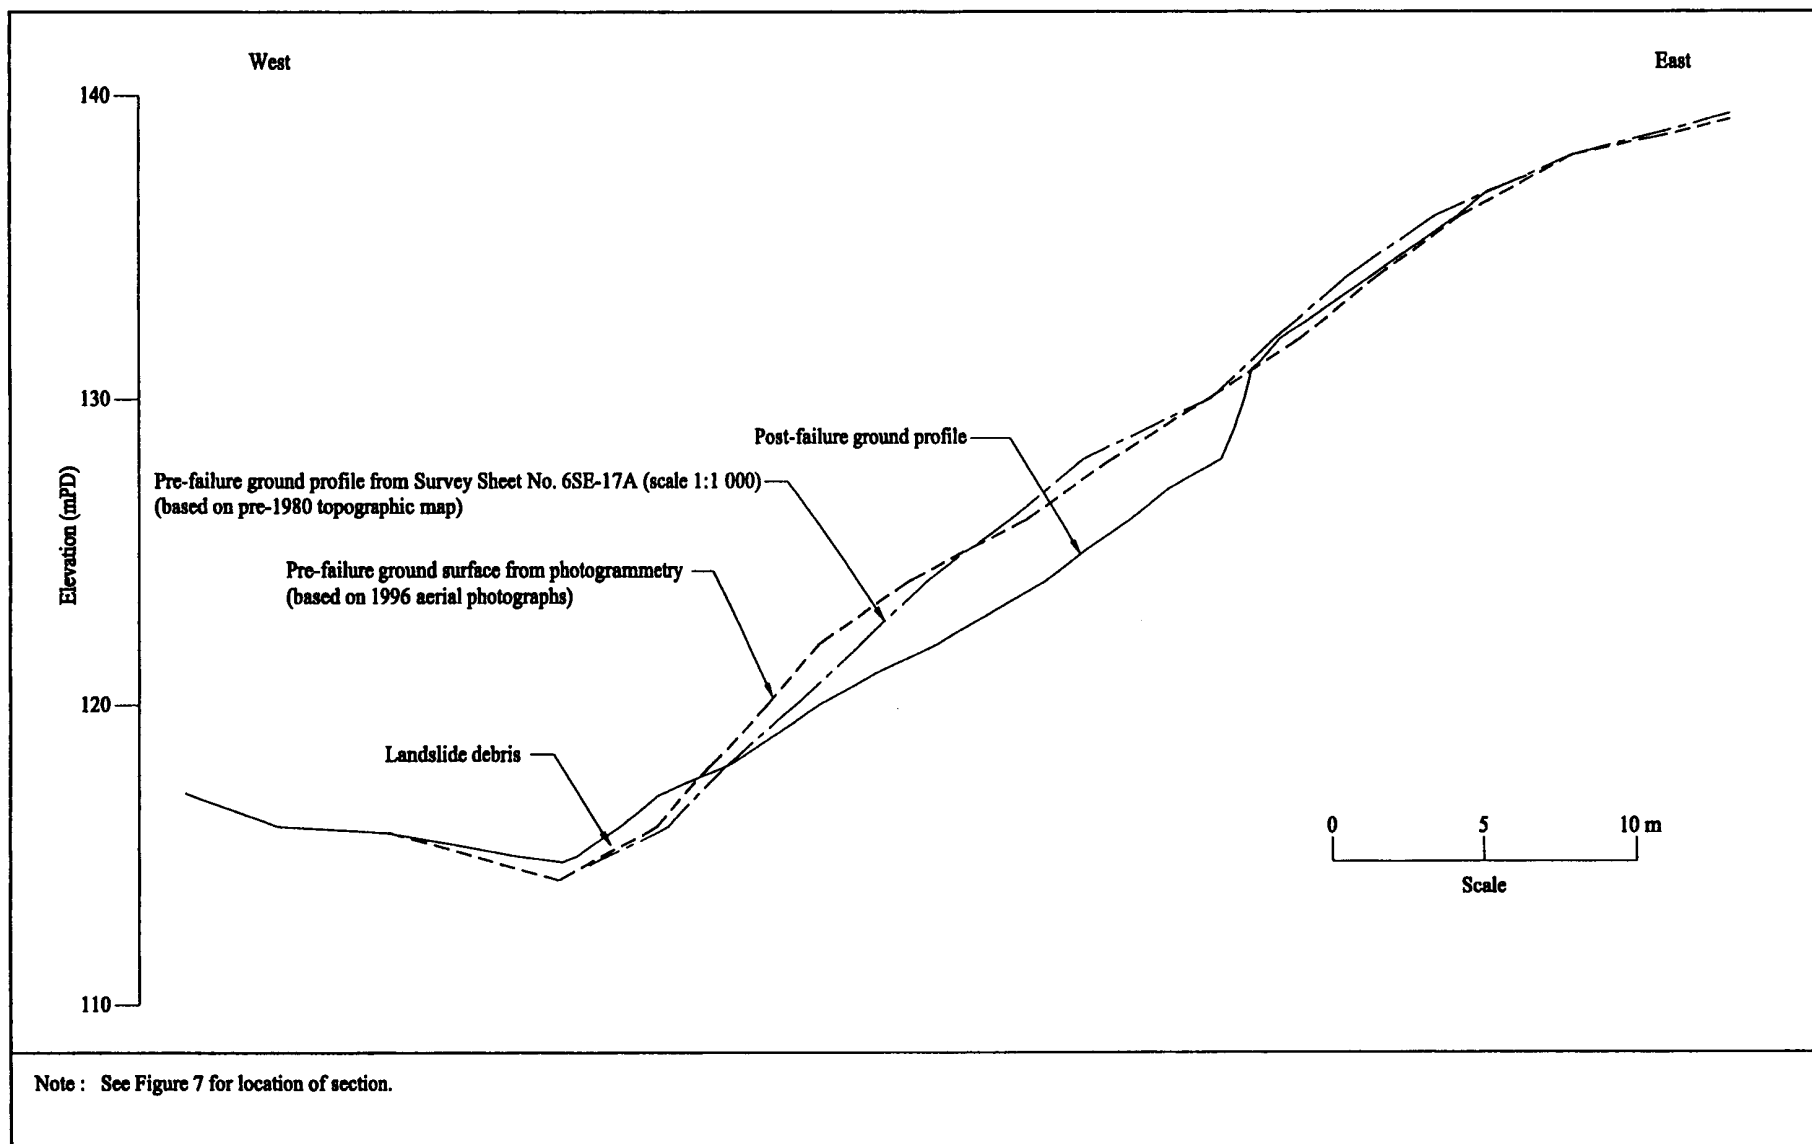 West
East
140
130
120
110
Elevation (mPD)
Post-failure ground profile
Pre-failure ground profile from Survey Sheet No. 6SE-17A (scale 1:1 000)
(based on pre-1980 topographic map)
Pre-failure ground surface from photogrammetry
(based on 1996 aerial photographs)
Landslide debris
0 5 10 m
Scale
Note : See Figure 7 for location of section.